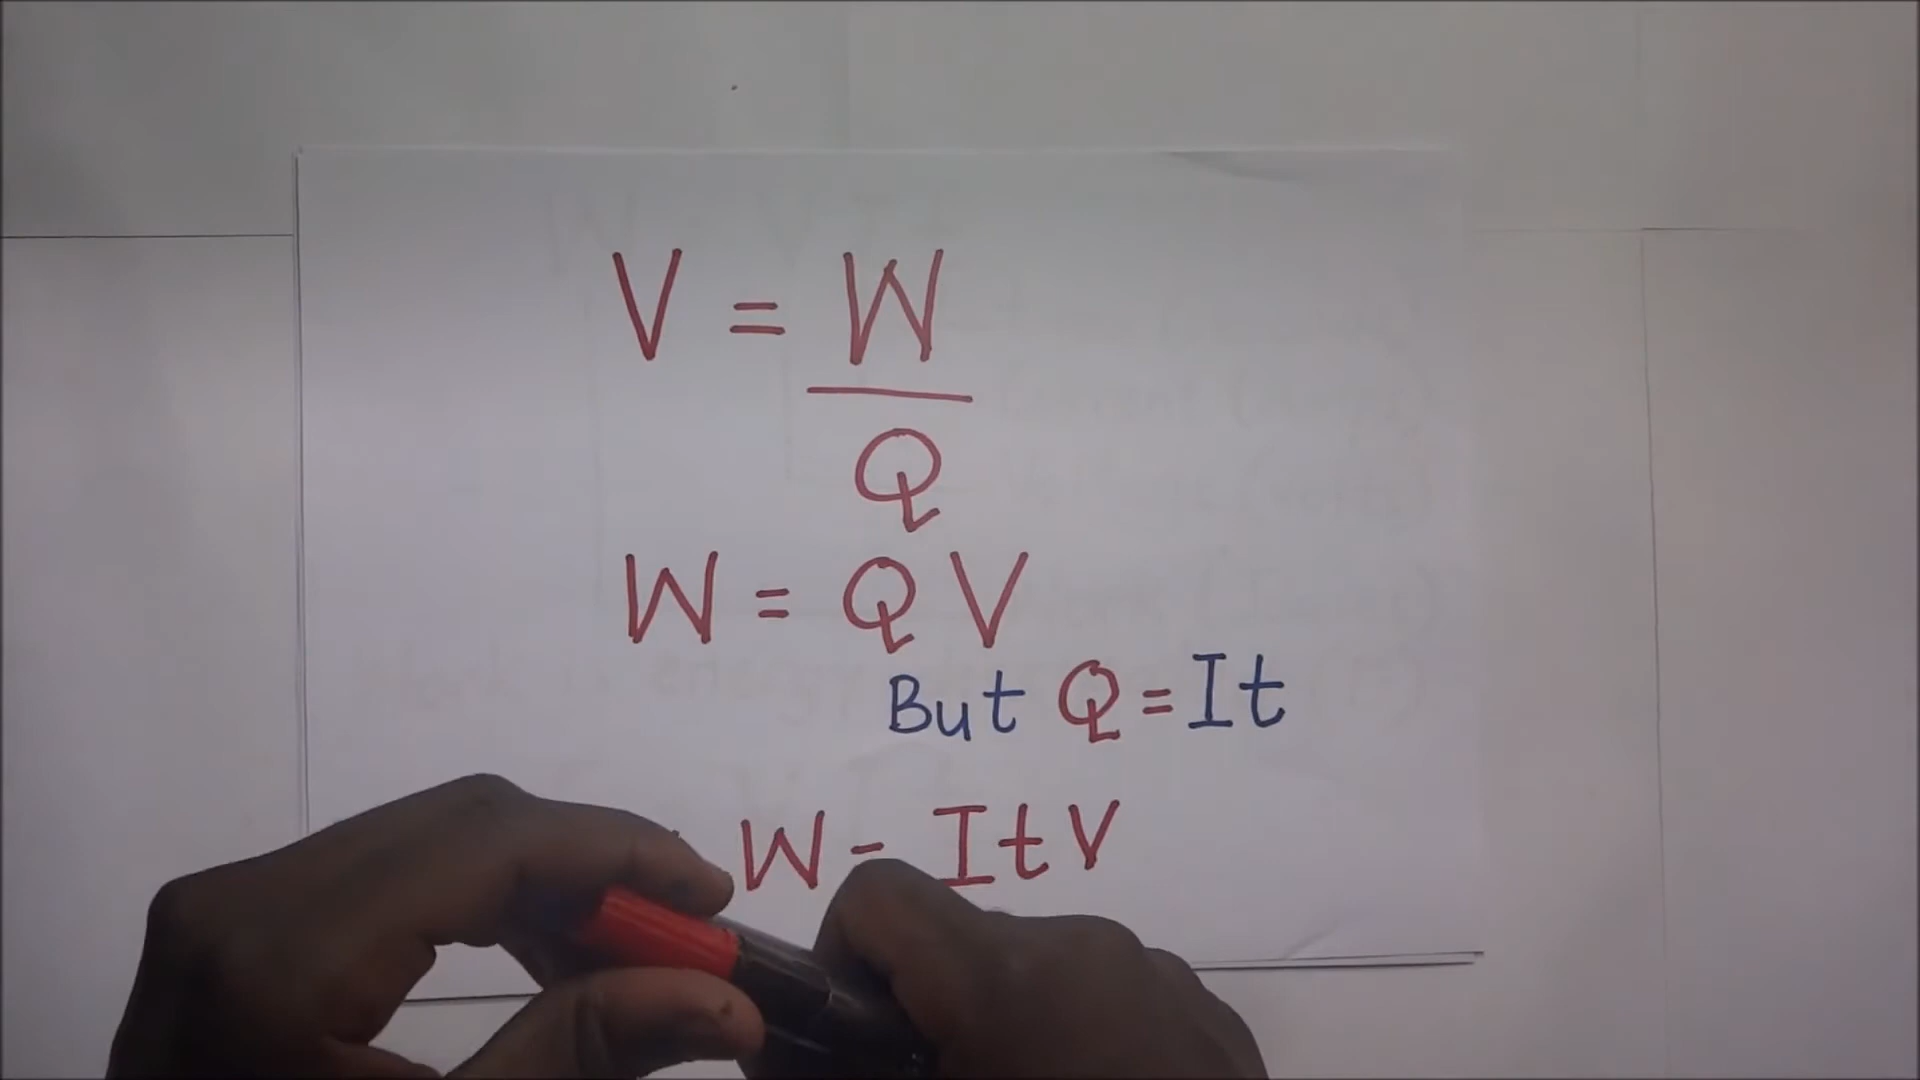 V = W
Q
W = QV
But Q = It
W = ItV